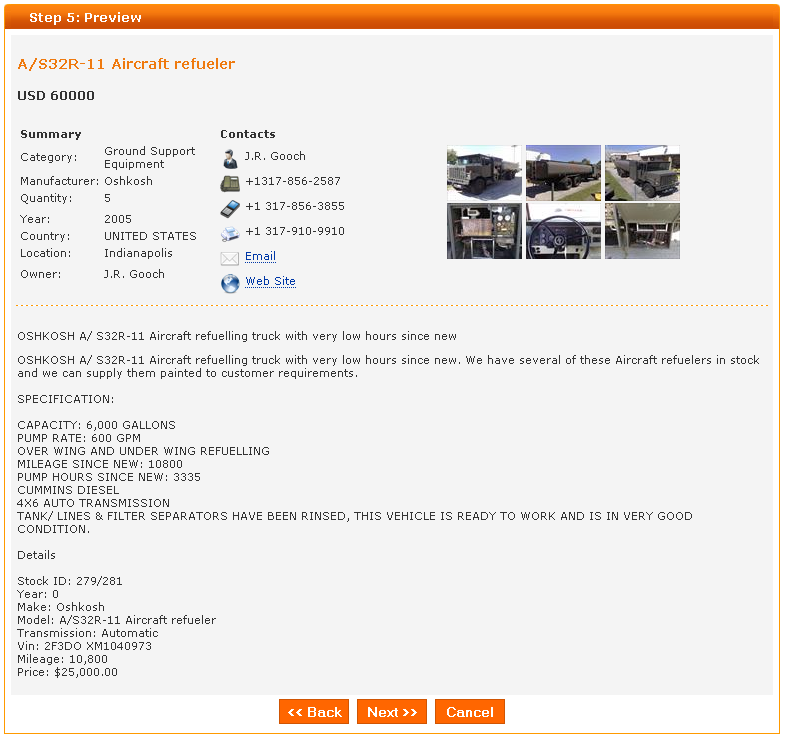 Step 5: Preview
A/S32R-11 Aircraft refueler
USD 60000
Summary
Category: Ground Support Equipment
Manufacturer: Oshkosh
Quantity: 5
Year: 2005
Country: UNITED STATES
Location: Indianapolis
Owner: J.R. Gooch
Contacts
J.R. Gooch
+1317-856-2587
+1 317-856-3855
+1 317-910-9910
Email
Web Site
OSHKOSH A/ S32R-11 Aircraft refuelling truck with very low hours since new
OSHKOSH A/ S32R-11 Aircraft refuelling truck with very low hours since new. We have several of these Aircraft refuelers in stock
and we can supply them painted to customer requirements.
SPECIFICATION:
CAPACITY: 6,000 GALLONS
PUMP RATE: 600 GPM
OVER WING AND UNDER WING REFUELLING
MILEAGE SINCE NEW: 10800
PUMP HOURS SINCE NEW: 3335
CUMMINS DIESEL
4X6 AUTO TRANSMISSION
TANK/ LINES & FILTER SEPARATORS HAVE BEEN RINSED, THIS VEHICLE IS READY TO WORK AND IS IN VERY GOOD
CONDITION.
Details
Stock ID: 279/281
Year: 0
Make: Oshkosh
Model: A/S32R-11 Aircraft refueler
Transmission: Automatic
Vin: 2F3DO XM1040973
Mileage: 10,800
Price: $25,000.00
<< Back
Next >>
Cancel